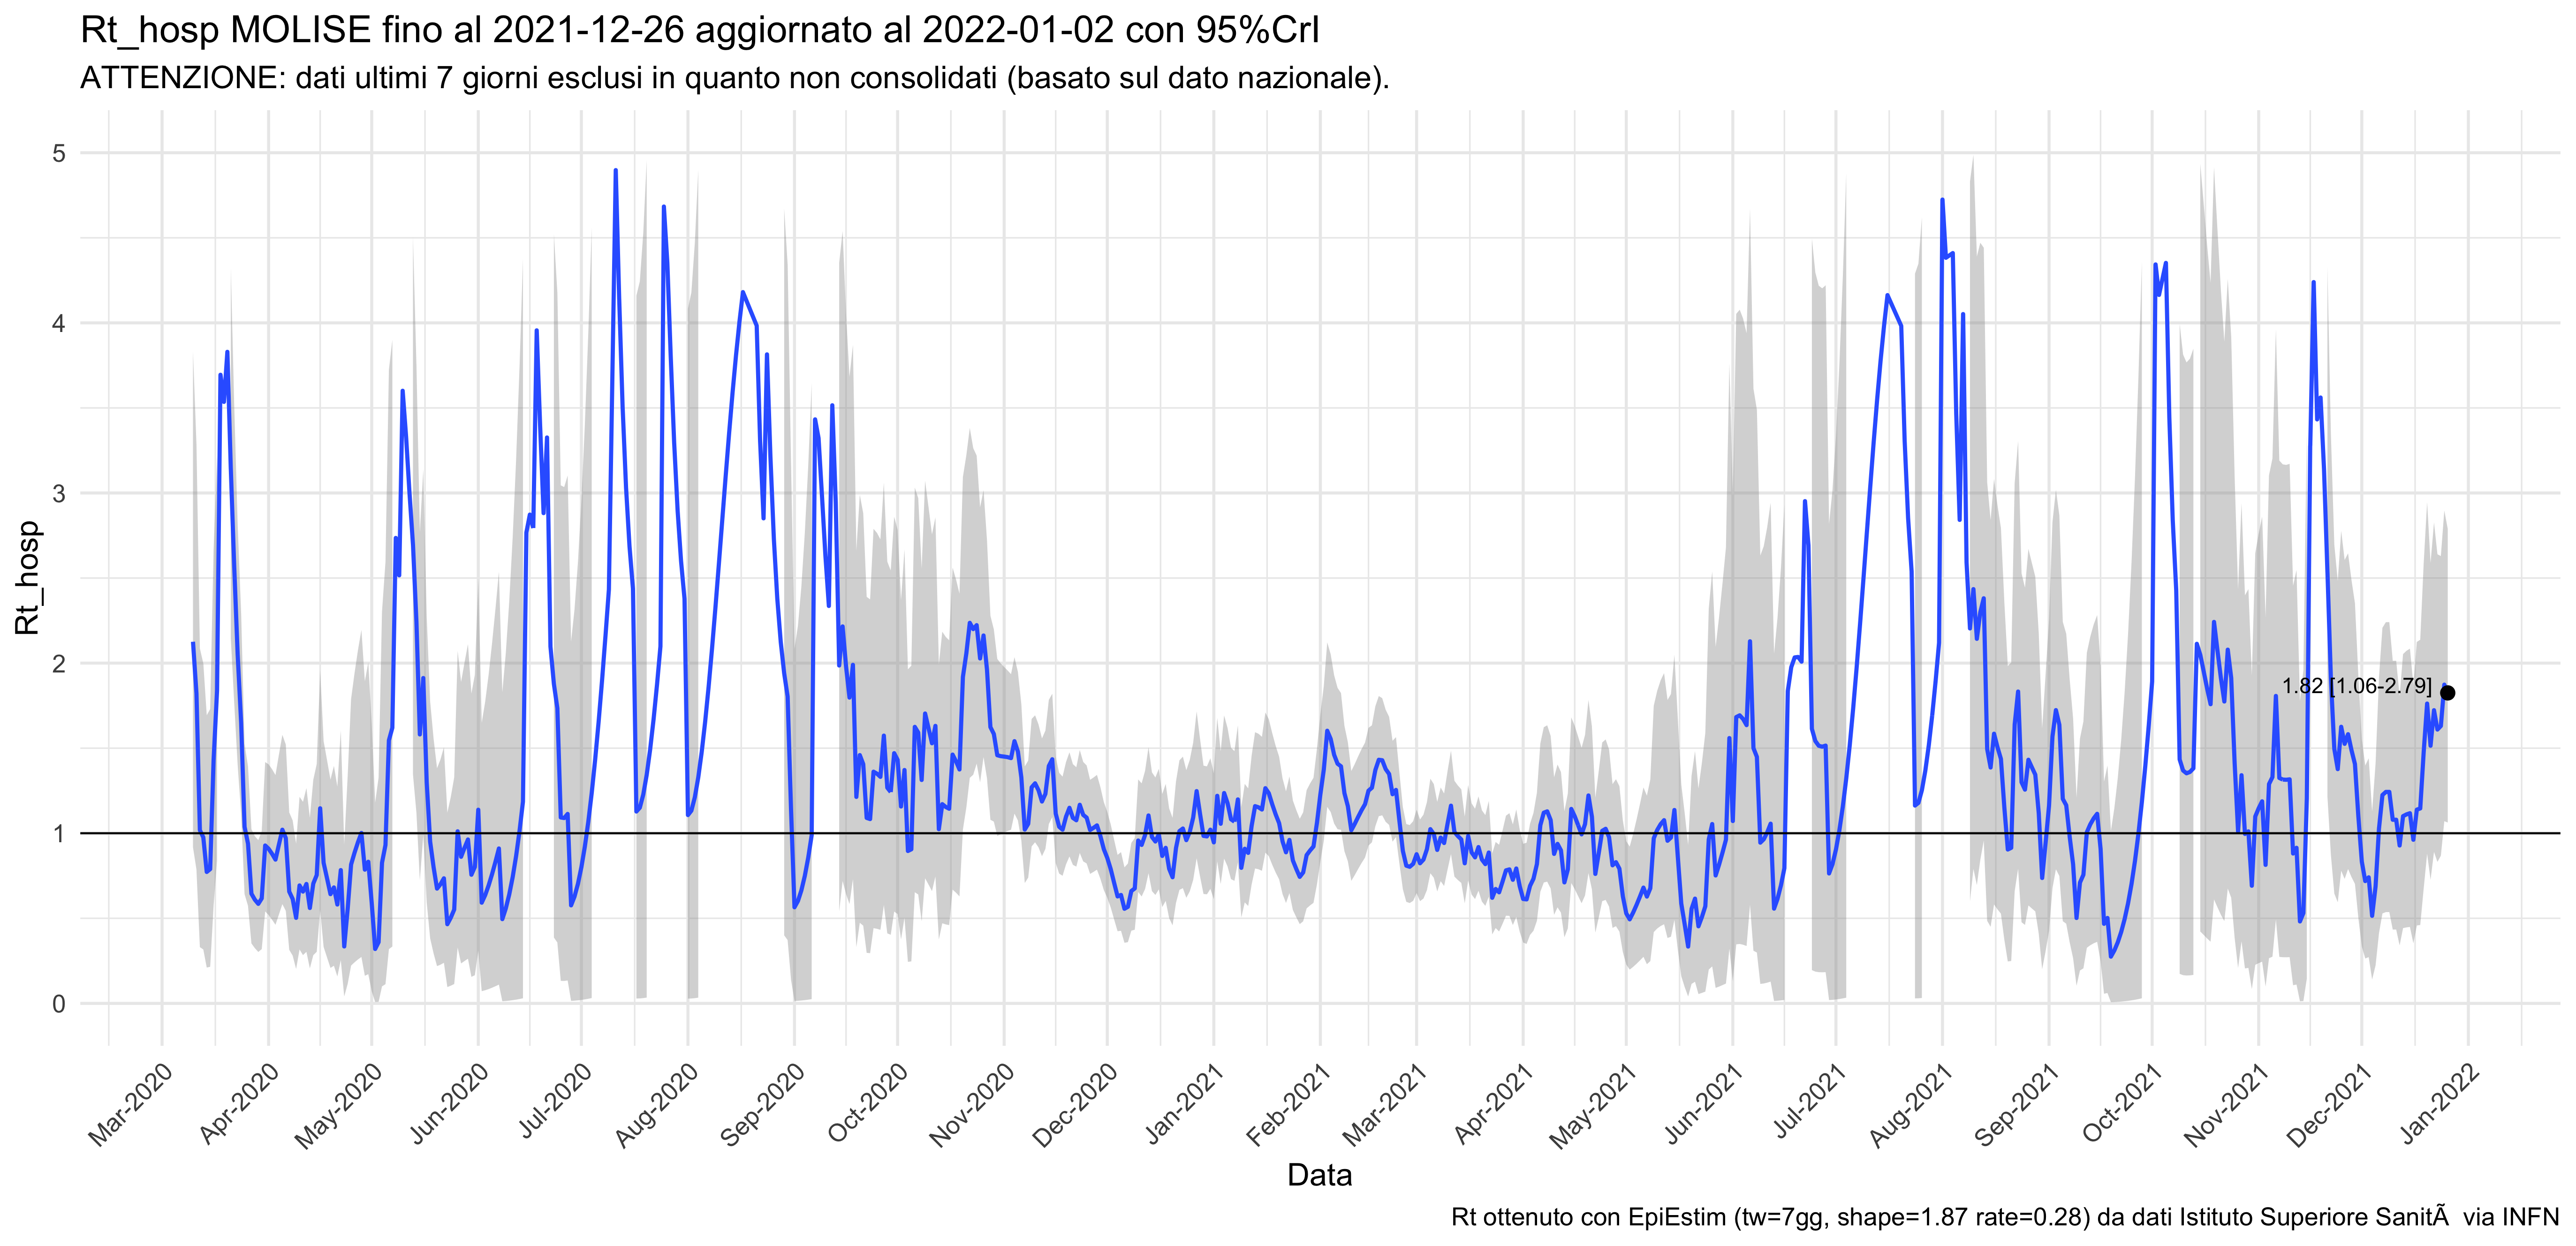 Rt_hosp MOLISE fino al 2021-12-26 aggiornato al 2022-01-02 con 95%CrI
ATTENZIONE: dati ultimi 7 giorni esclusi in quanto non consolidati (basato sul dato nazionale).
Rt_hosp
5
4
3
2
1
0
1.82 [1.06-2.79]
Mar-2020
Apr-2020
May-2020
Jun-2020
Jul-2020
Aug-2020
Sep-2020
Oct-2020
Nov-2020
Dec-2020
Jan-2021
Feb-2021
Mar-2021
Apr-2021
May-2021
Jun-2021
Jul-2021
Aug-2021
Sep-2021
Oct-2021
Nov-2021
Dec-2021
Jan-2022
Data
Rt ottenuto con EpiEstim (tw=7gg, shape=1.87 rate=0.28) da dati Istituto Superiore SanitÃ  via INFN